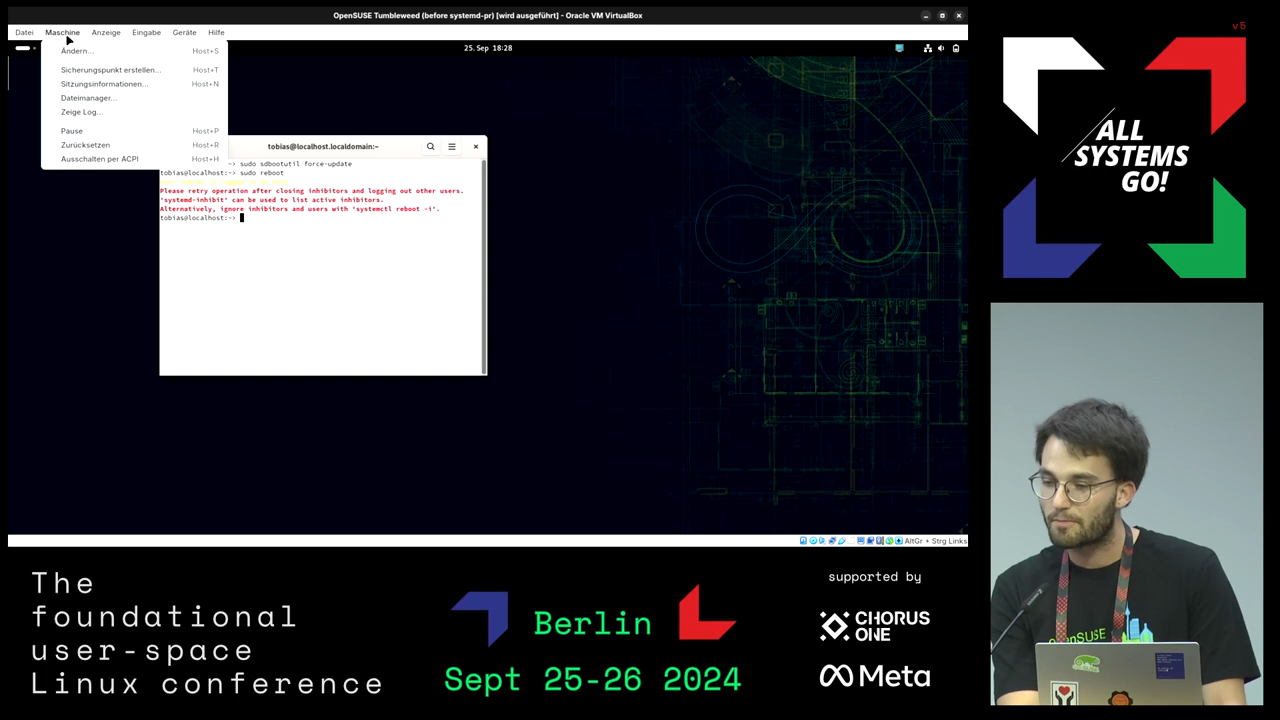 OpenSUSE Tumbleweed (before systemd-pr) [wird ausgeführt] - Oracle VM VirtualBox
Datei Maschine Anzeige Eingabe Geräte Hilfe
25. Sep 18:28
Ändern... Host+S
Sicherungspunkt erstellen... Host+T
Sitzungsinformationen... Host+N
Dateimanager...
Zeige Log...
Pause Host+P
Zurücksetzen Host+R
Ausschalten per ACPI Host+H
tobias@localhost.localdomain:~
~> sudo sdbootutil force-update
tobias@localhost:~> sudo reboot
Please retry operation after closing inhibitors and logging out other users.
'systemd-inhibit' can be used to list active inhibitors.
Alternatively, ignore inhibitors and users with 'systemctl reboot -i'.
tobias@localhost:~>
AltGr + Strg Links
v5
ALL
SYSTEMS
GO!
openSUSE
The
foundational
user-space
Linux conference
Berlin
Sept 25-26 2024
supported by
CHORUS
ONE
Meta